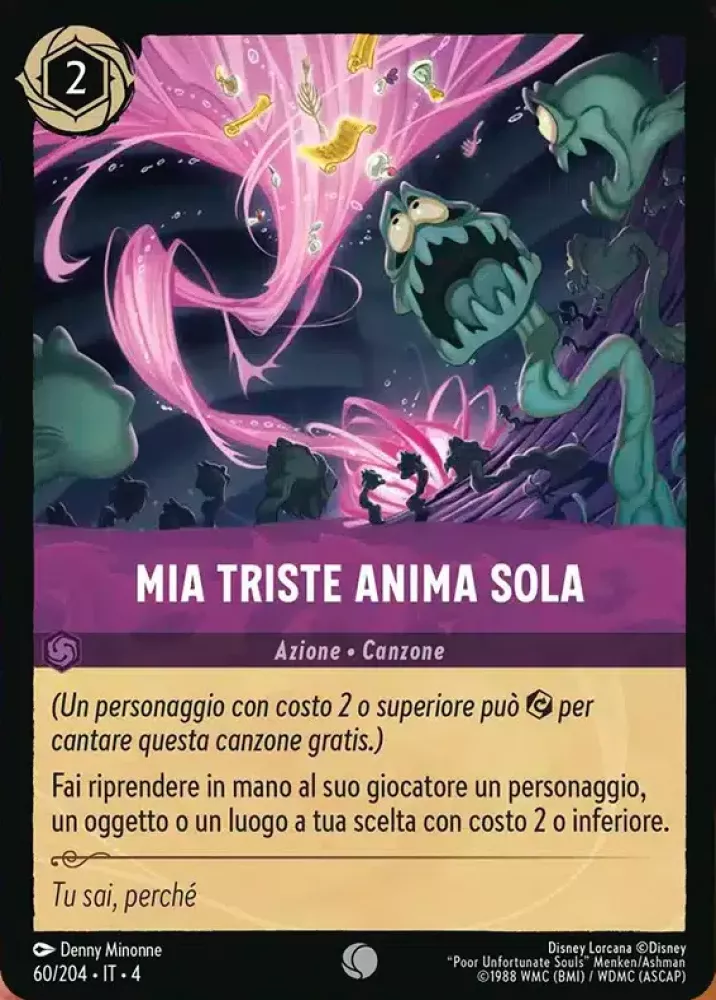 2
MIA TRISTE ANIMA SOLA
Azione • Canzone
(Un personaggio con costo 2 o superiore può per
cantare questa canzone gratis.)
Fai riprendere in mano al suo giocatore un personaggio,
un oggetto o un luogo a tua scelta con costo 2 o inferiore.
Tu sai, perché
Denny Minonne
60/204 • IT • 4
Disney Lorcana ©Disney
"Poor Unfortunate Souls" Menken/Ashman
©1988 WMC (BMI) / WDMC (ASCAP)